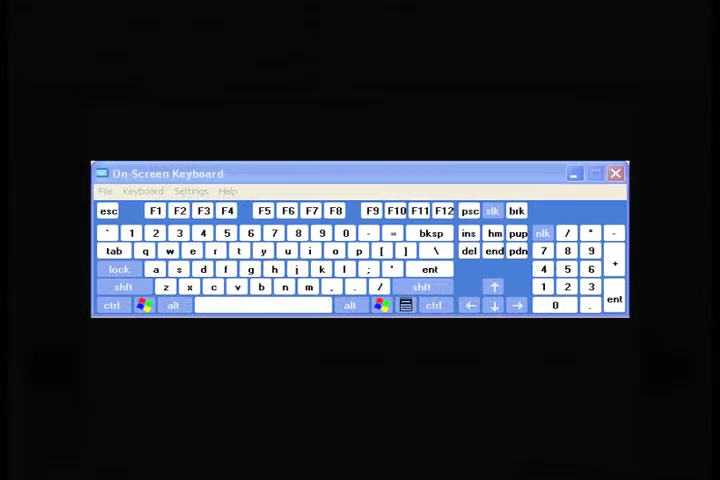 On-Screen Keyboard
File Keyboard Settings Help
esc F1 F2 F3 F4 F5 F6 F7 F8 F9 F10 F11 F12 psc slk brk
` 1 2 3 4 5 6 7 8 9 0 - = bksp ins hm pup nlk / * -
tab q w e r t y u i o p [ ] \ del end pdn 7 8 9 +
lock a s d f g h j k l ; ' ent 4 5 6
shft z x c v b n m , . / shft ↑ 1 2 3 ent
ctrl alt alt ctrl ← ↓ → 0 .